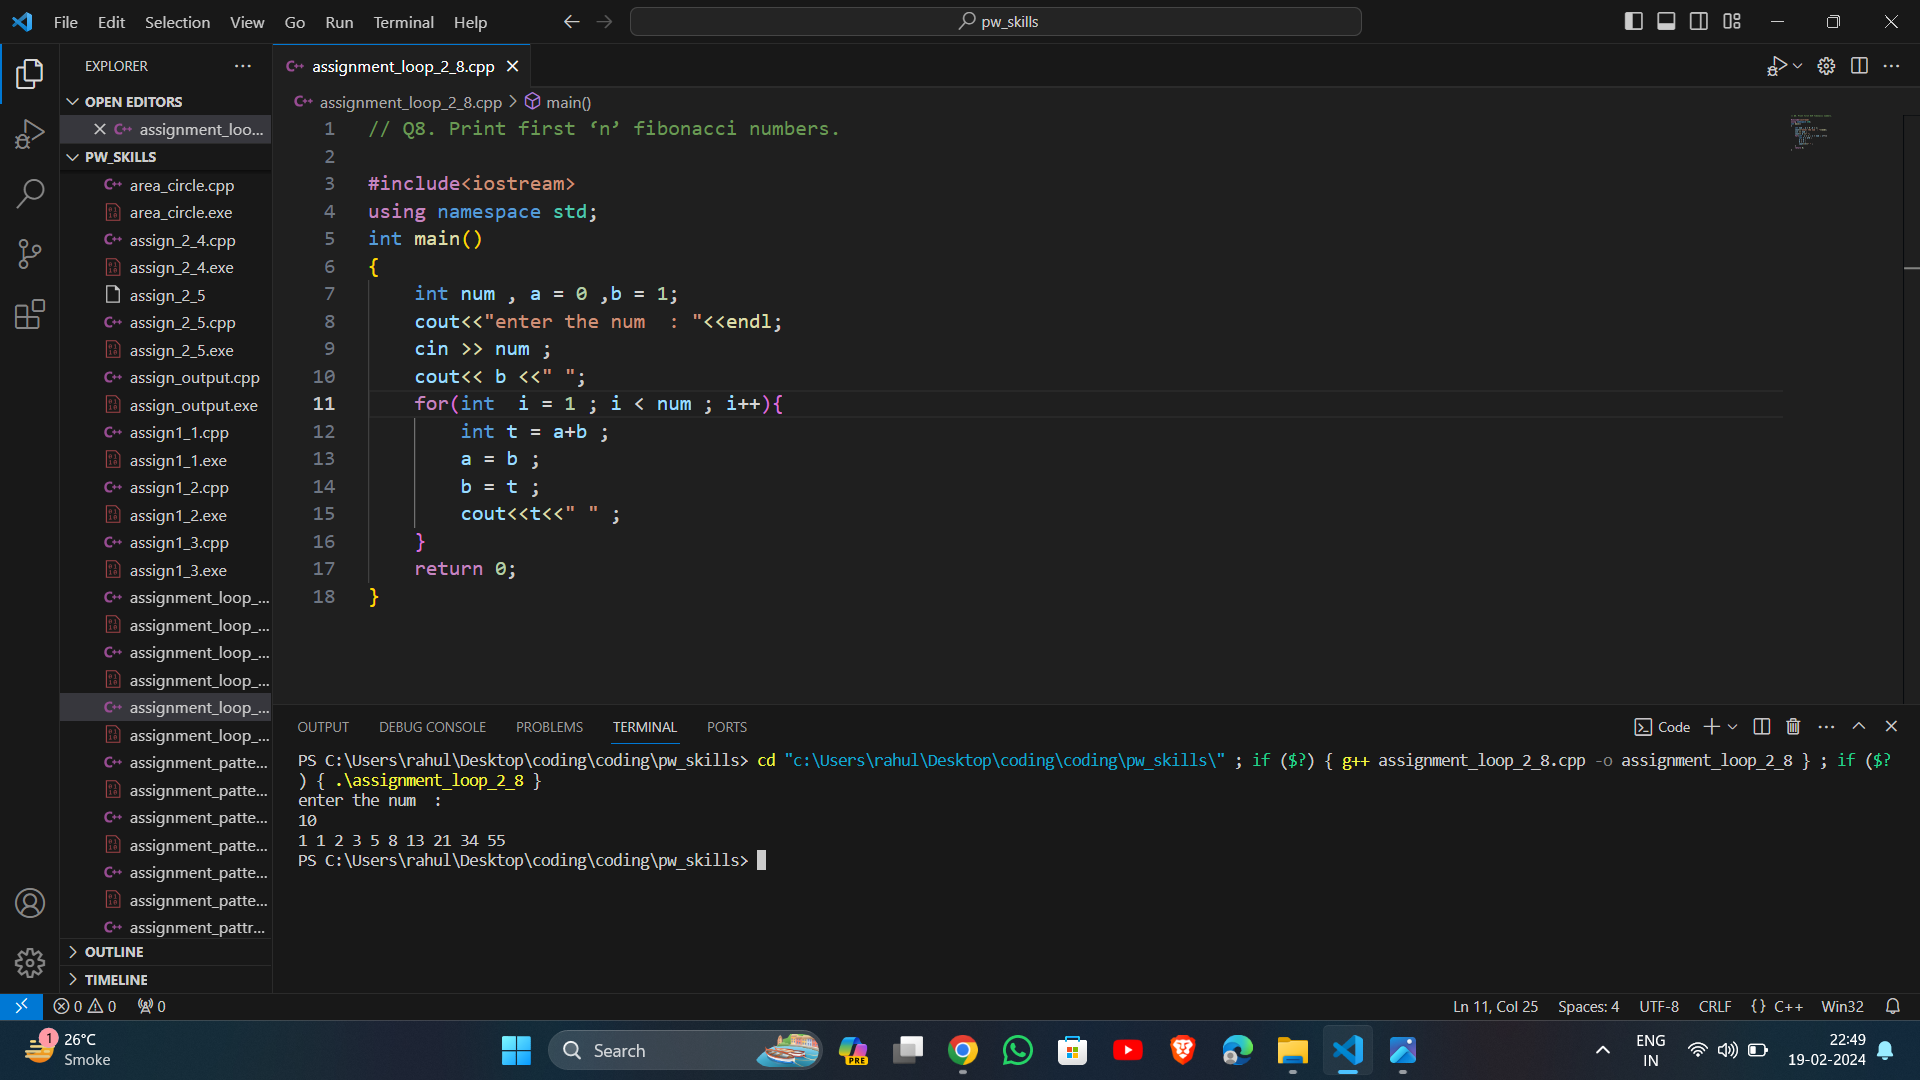 File Edit Selection View Go Run Terminal Help
pw_skills
EXPLORER
assignment_loop_2_8.cpp
OPEN EDITORS
assignment_loo...
PW_SKILLS
area_circle.cpp
area_circle.exe
assign_2_4.cpp
assign_2_4.exe
assign_2_5
assign_2_5.cpp
assign_2_5.exe
assign_output.cpp
assign_output.exe
assign1_1.cpp
assign1_1.exe
assign1_2.cpp
assign1_2.exe
assign1_3.cpp
assign1_3.exe
assignment_loop_...
assignment_loop_...
assignment_loop_...
assignment_loop_...
assignment_loop_...
assignment_loop_...
assignment_patte...
assignment_patte...
assignment_patte...
assignment_patte...
assignment_patte...
assignment_patte...
assignment_pattr...
OUTLINE
TIMELINE
assignment_loop_2_8.cpp > main()
1 // Q8. Print first ‘n’ fibonacci numbers.
2
3 #include<iostream>
4 using namespace std;
5 int main()
6 {
7 int num , a = 0 ,b = 1;
8 cout<<"enter the num  : "<<endl;
9 cin >> num ;
10 cout<< b <<" ";
11 for(int  i = 1 ; i < num ; i++){
12 int t = a+b ;
13 a = b ;
14 b = t ;
15 cout<<t<<" " ;
16 }
17 return 0;
18 }
OUTPUT DEBUG CONSOLE PROBLEMS TERMINAL PORTS
Code
PS C:\Users\rahul\Desktop\coding\coding\pw_skills> cd "c:\Users\rahul\Desktop\coding\coding\pw_skills\" ; if ($?) { g++ assignment_loop_2_8.cpp -o assignment_loop_2_8 } ; if ($?
) { .\assignment_loop_2_8 }
enter the num  :
10
1 1 2 3 5 8 13 21 34 55
PS C:\Users\rahul\Desktop\coding\coding\pw_skills>
0 0 0
Ln 11, Col 25 Spaces: 4 UTF-8 CRLF {} C++ Win32
1
26°C
Smoke
Search
PRE
ENG
IN
22:49
19-02-2024